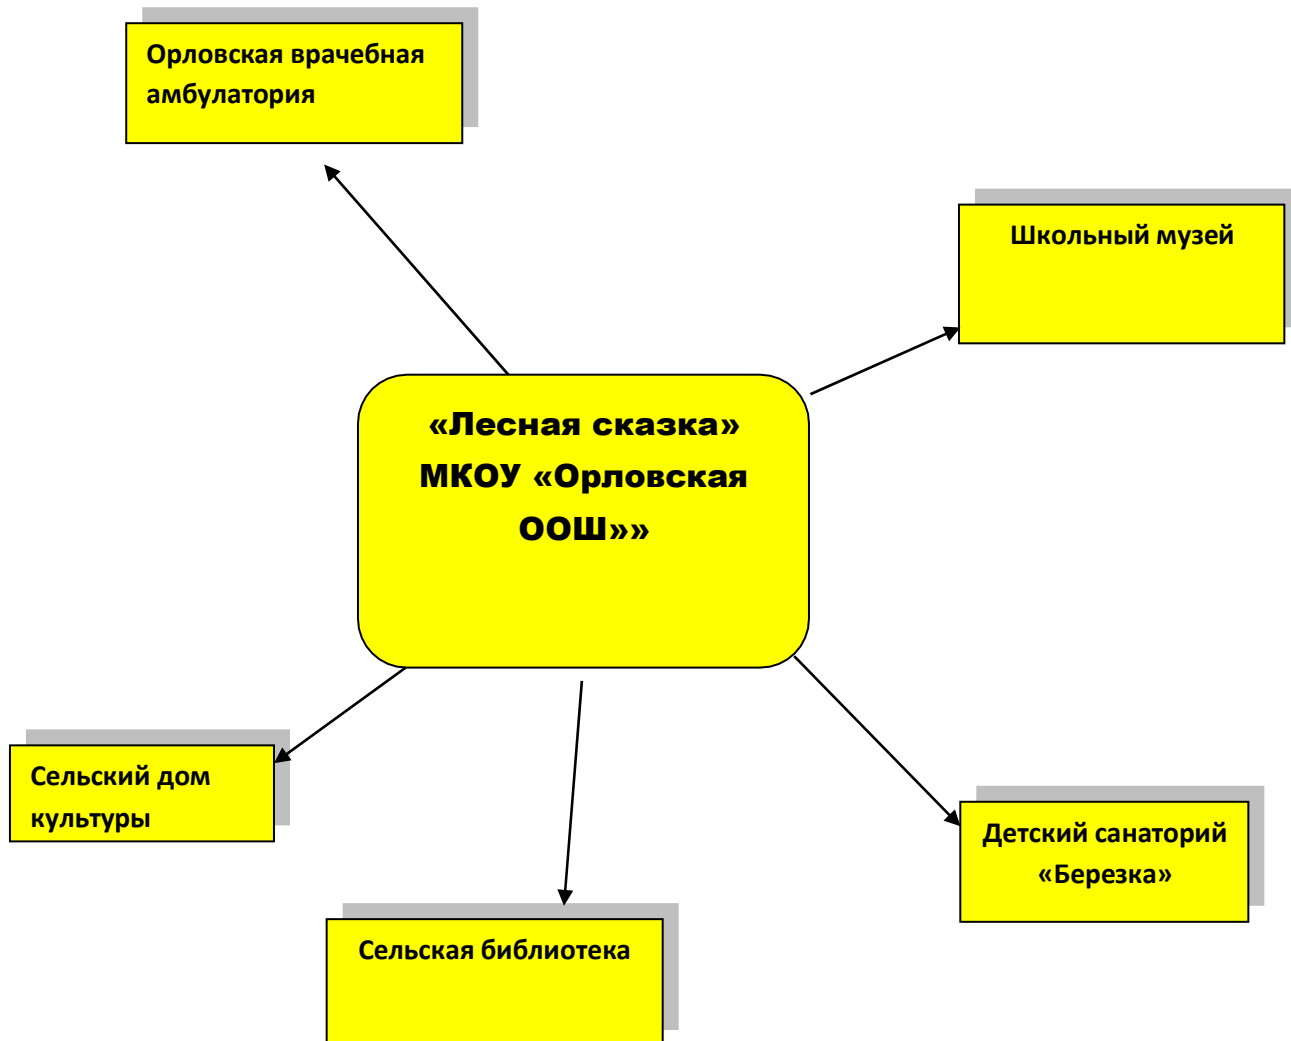 Орловская врачебная
амбулатория
Школьный музей
«Лесная сказка»
МКОУ «Орловская
ООШ»»
Сельский дом
культуры
Детский санаторий
«Березка»
Сельская библиотека